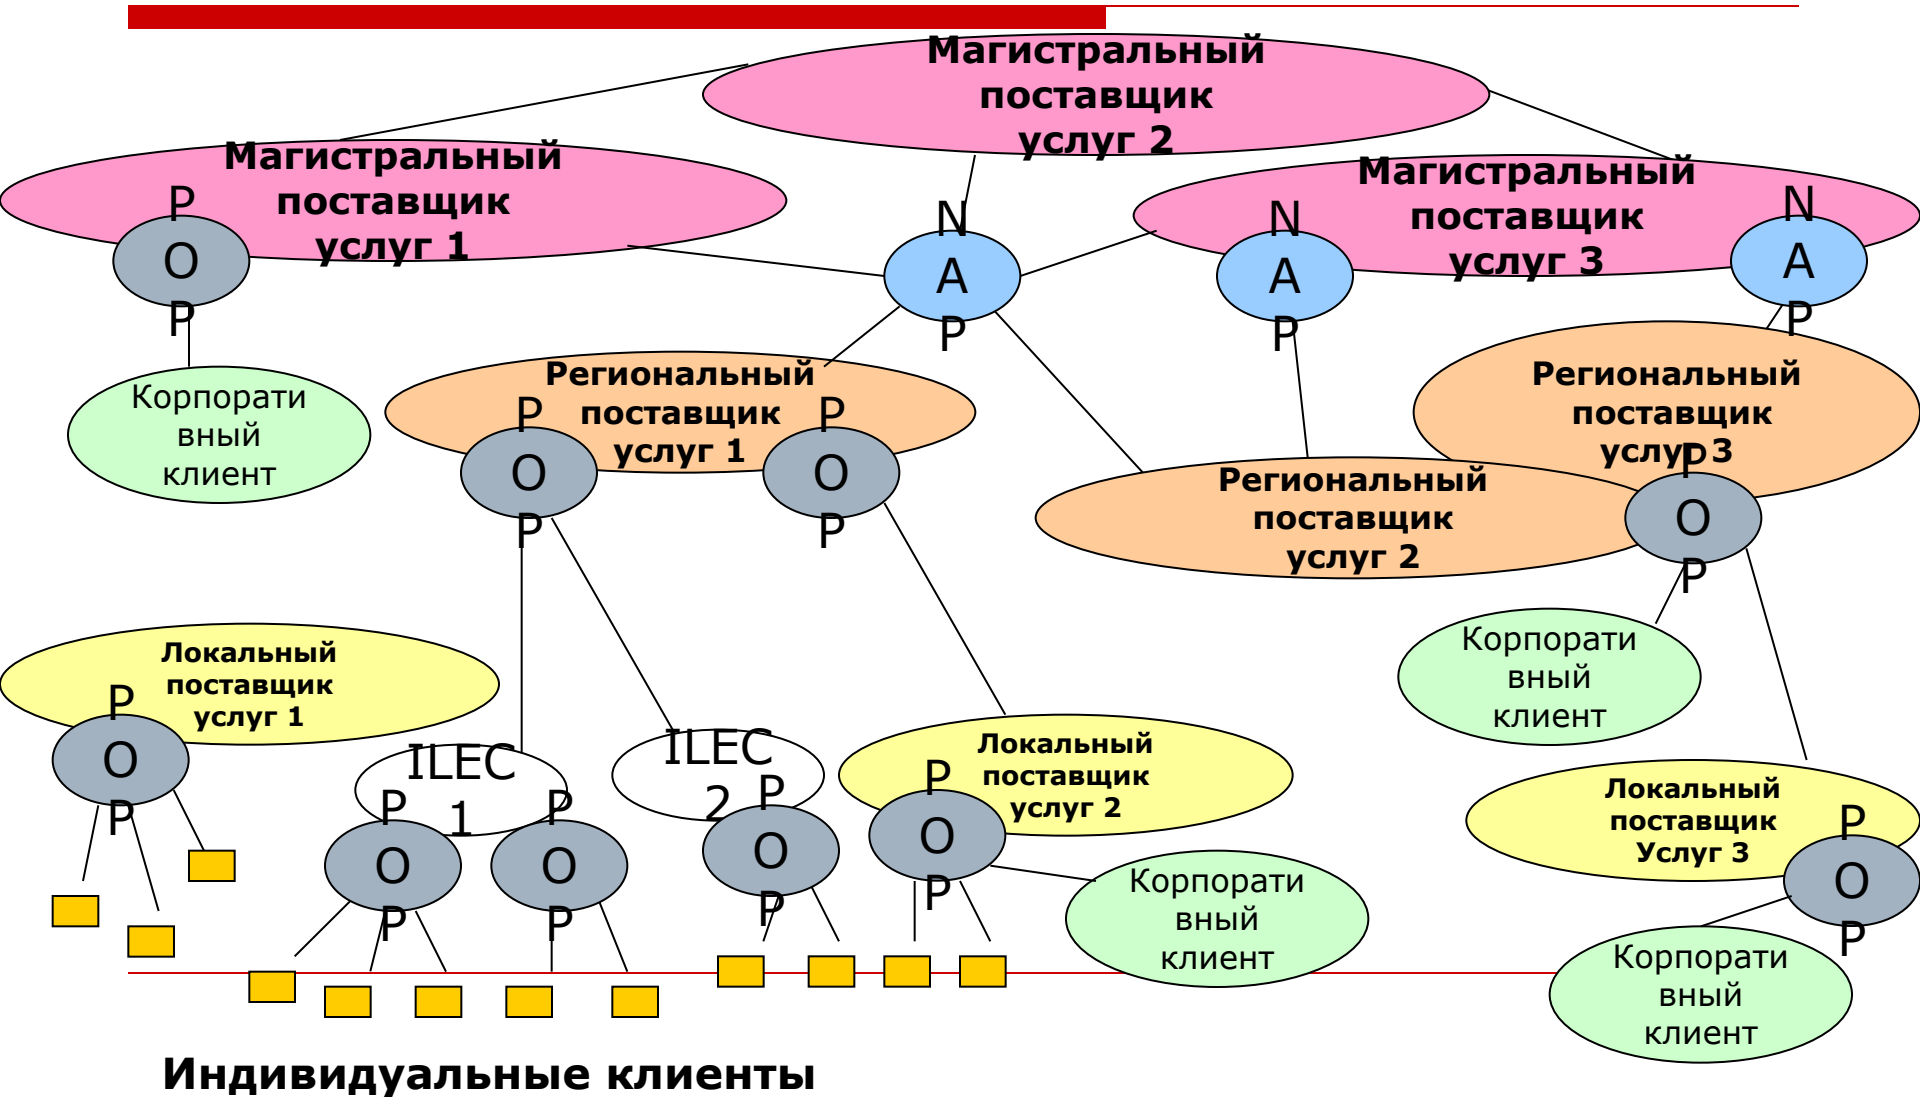 Магистральный
поставщик
услуг 2
Магистральный
поставщик
услуг 1
Магистральный
поставщик
услуг 3
P
O
P
N
A
P
N
A
P
N
A
P
Корпорати
вный
клиент
Региональный
поставщик
услуг 1
P
O
P
P
O
P
Региональный
поставщик
услуг 3
Региональный
поставщик
услуг 2
P
O
P
Корпорати
вный
клиент
Локальный
поставщик
услуг 1
P
O
P
ILEC
1
P
O
P
P
O
P
ILEC
2
P
O
P
Локальный
поставщик
услуг 2
P
O
P
Корпорати
вный
клиент
Локальный
поставщик
Услуг 3
P
O
P
Корпорати
вный
клиент
Индивидуальные клиенты